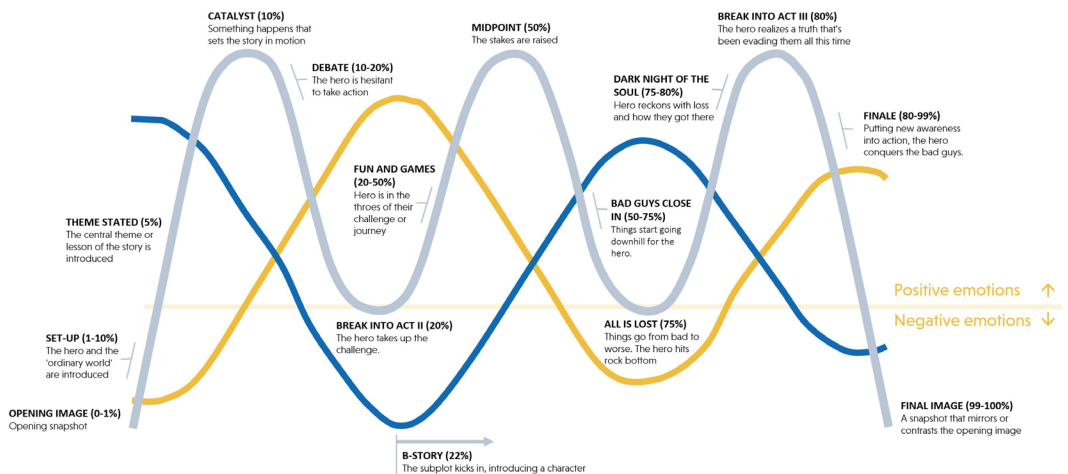 CATALYST (10%)
Something happens that
sets the story in motion
DEBATE (10-20%)
The hero is hesitant
to take action
MIDPOINT (50%)
The stakes are raised
BREAK INTO ACT III (80%)
The hero realizes a truth that's
been evading them all this time
DARK NIGHT OF THE
SOUL (75-80%)
Hero reckons with loss
and how they got there
FINALE (80-99%)
Putting new awareness
into action, the hero
conquers the bad guys.
FUN AND GAMES
(20-50%)
Hero is in the
throes of their
challenge or
journey
BAD GUYS CLOSE
IN (50-75%)
Things start going
downhill for the
hero.
THEME STATED (5%)
The central theme or
lesson of the story is
introduced
Positive emotions ↑
Negative emotions ↓
SET-UP (1-10%)
The hero and the
'ordinary world'
are introduced
BREAK INTO ACT II (20%)
The hero takes up the
challenge.
ALL IS LOST (75%)
Things go from bad to
worse. The hero hits
rock bottom
OPENING IMAGE (0-1%)
Opening snapshot
FINAL IMAGE (99-100%)
A snapshot that mirrors or
contrasts the opening image
B-STORY (22%)
The subplot kicks in, introducing a character